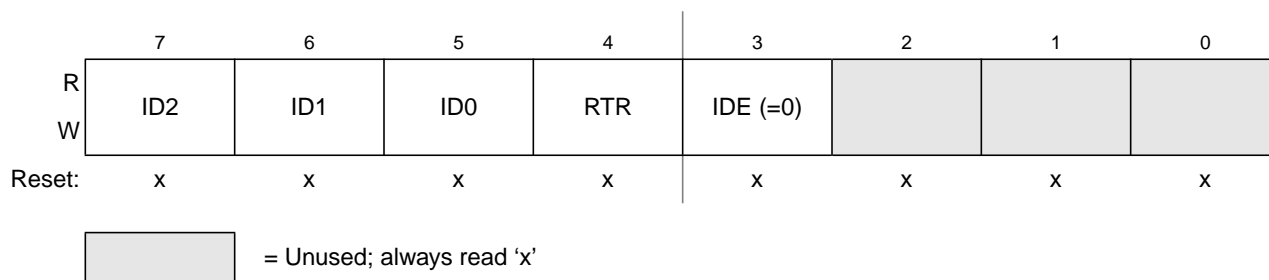 7 6 5 4 3 2 1 0
R
W
ID2 ID1 ID0 RTR IDE (=0)
Reset: x x x x x x x x
= Unused; always read ‘x’